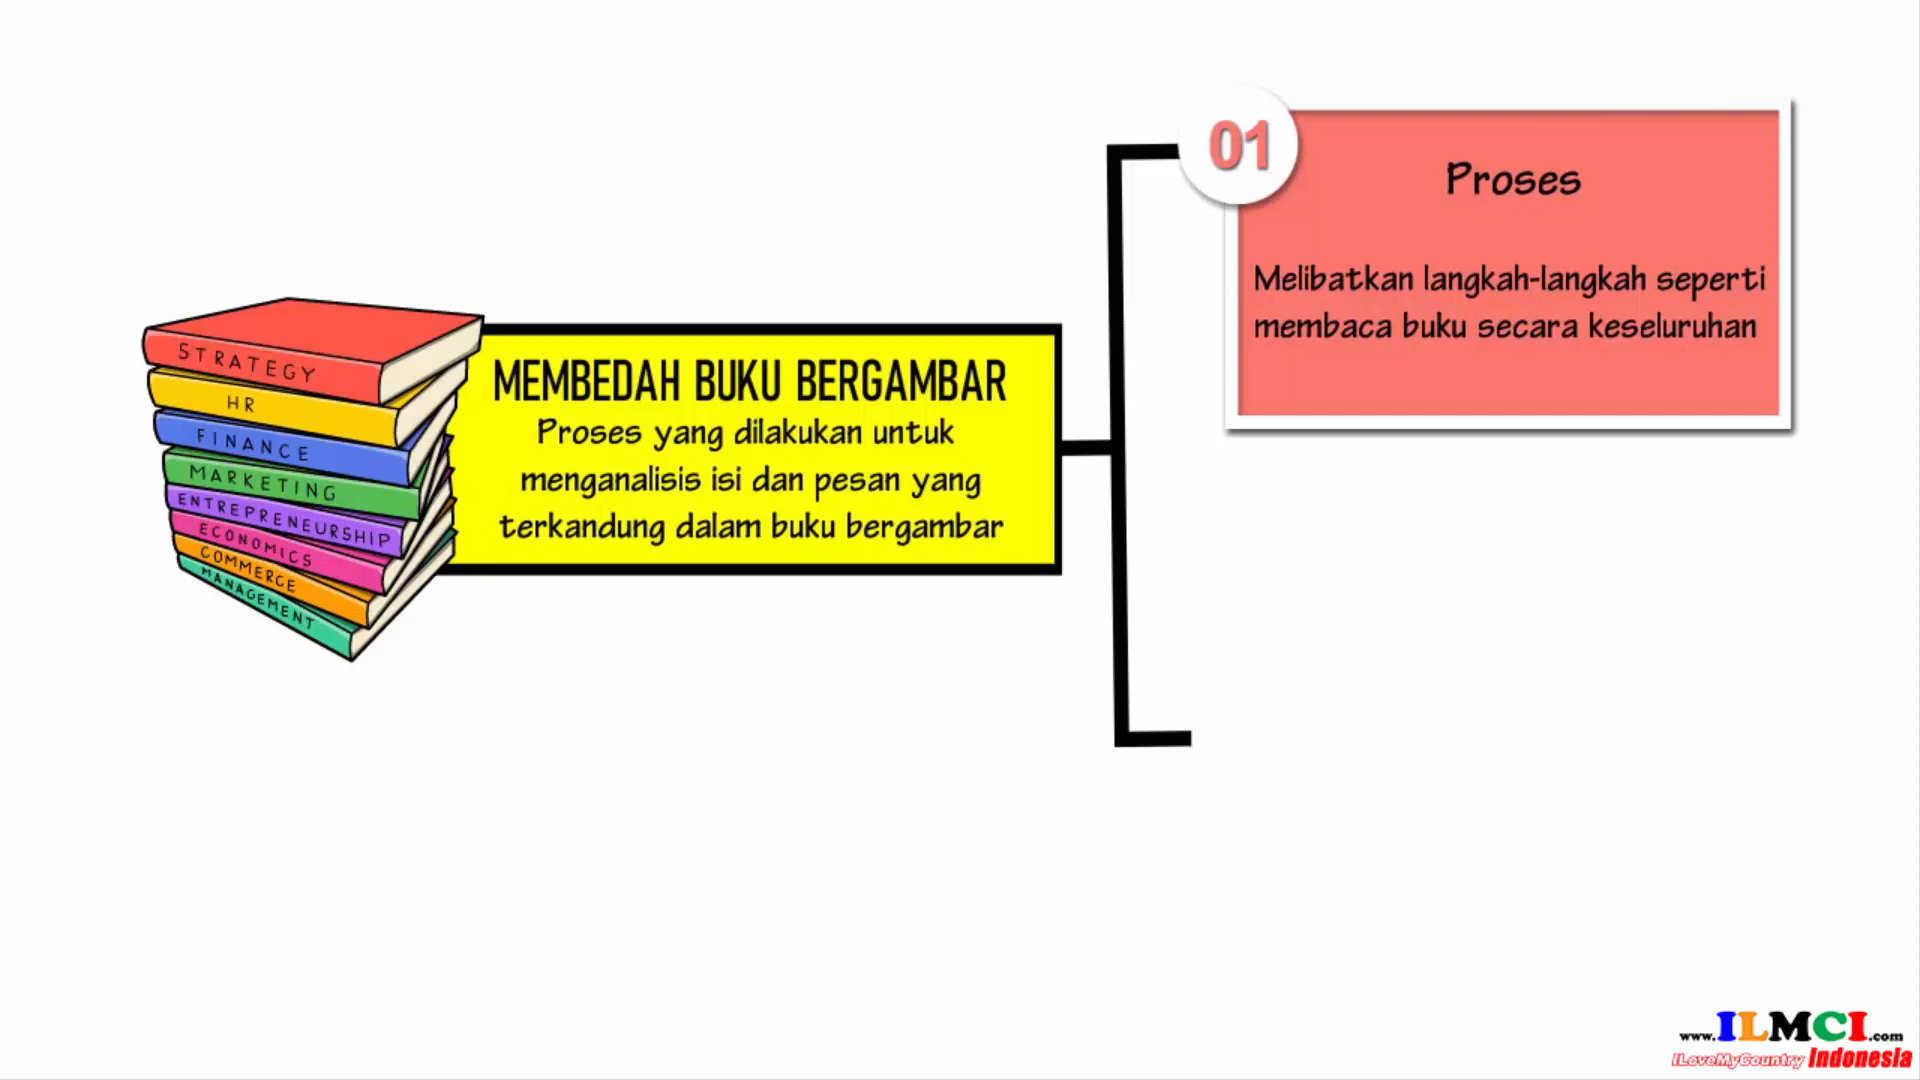 STRATEGY
HR
FINANCE
MARKETING
ENTREPRENEURSHIP
ECONOMICS
COMMERCE
MANAGEMENT
MEMBEDAH BUKU BERGAMBAR
Proses yang dilakukan untuk
menganalisis isi dan pesan yang
terkandung dalam buku bergambar
01
Proses
Melibatkan langkah-langkah seperti
membaca buku secara keseluruhan
www.ILMCI.com
ILoveMyCountry Indonesia